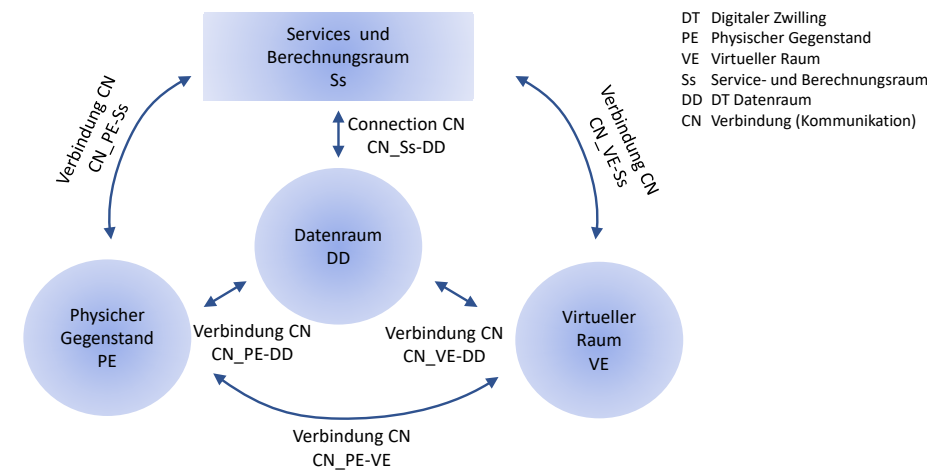 Services und
Berechnungsraum
Ss
DT Digitaler Zwilling
PE Physischer Gegenstand
VE Virtueller Raum
Ss Service- und Berechnungsraum
DD DT Datenraum
CN Verbindung (Kommunikation)
Verbindung CN
CN_PE-Ss
Connection CN
CN_Ss-DD
Verbindung CN
CN_VE-Ss
Datenraum
DD
Physicher
Gegenstand
PE
Virtueller
Raum
VE
Verbindung CN
CN_PE-DD
Verbindung CN
CN_VE-DD
Verbindung CN
CN_PE-VE